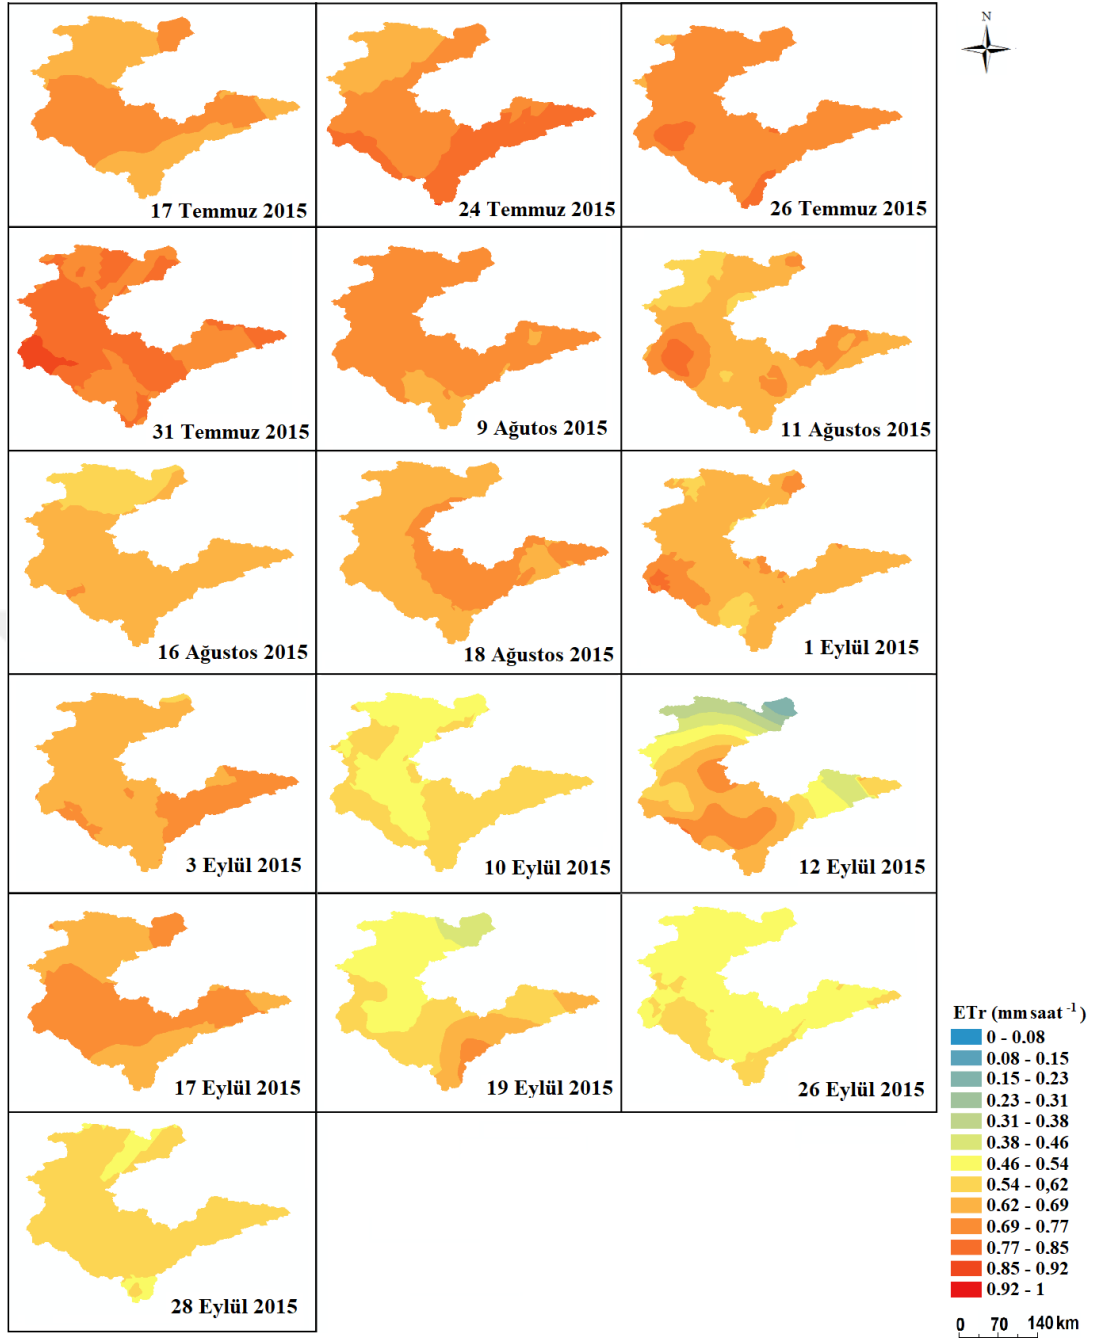 N
17 Temmuz 2015
24 Temmuz 2015
26 Temmuz 2015
31 Temmuz 2015
9 Ağutos 2015
11 Ağustos 2015
16 Ağustos 2015
18 Ağustos 2015
1 Eylül 2015
3 Eylül 2015
10 Eylül 2015
12 Eylül 2015
17 Eylül 2015
19 Eylül 2015
26 Eylül 2015
28 Eylül 2015
ETr (mm saat -1)
0 - 0.08
0.08 - 0.15
0.15 - 0.23
0.23 - 0.31
0.31 - 0.38
0.38 - 0.46
0.46 - 0.54
0.54 - 0,62
0.62 - 0.69
0.69 - 0.77
0.77 - 0.85
0.85 - 0.92
0.92 - 1
0 70 140 km